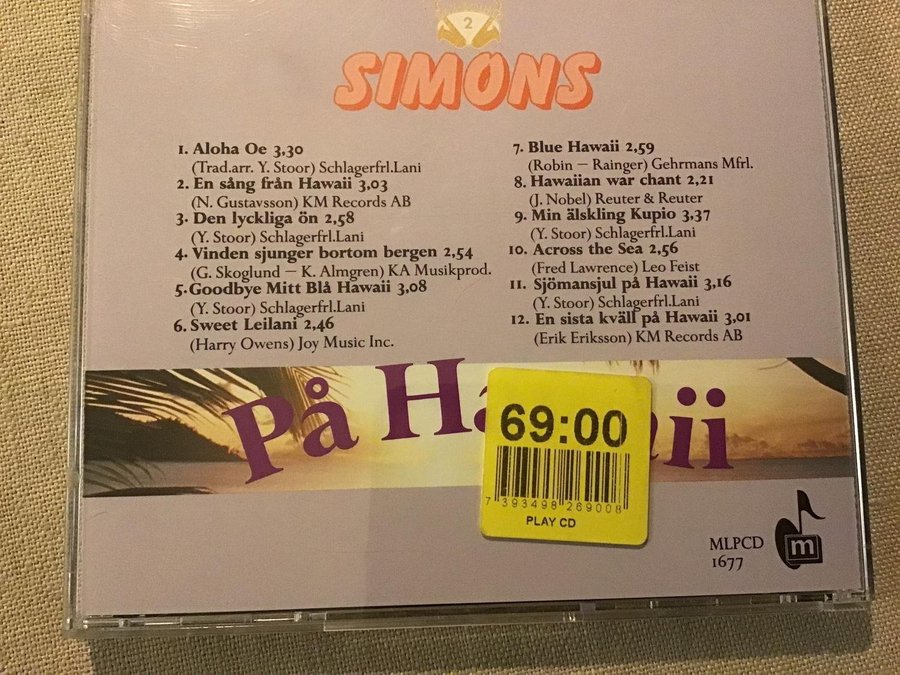 2
SIMONS
1. Aloha Oe 3,30
(Trad.arr. Y. Stoor) Schlagerfrl.Lani
2. En sång från Hawaii 3,03
(N. Gustavsson) KM Records AB
3. Den lyckliga ön 2,58
(Y. Stoor) Schlagerfrl.Lani
4. Vinden sjunger bortom bergen 2,54
(G. Skoglund – K. Almgren) KA Musikprod.
5. Goodbye Mitt Blå Hawaii 3,08
(Y. Stoor) Schlagerfrl.Lani
6. Sweet Leilani 2,46
(Harry Owens) Joy Music Inc.
7. Blue Hawaii 2,59
(Robin – Rainger) Gehrmans Mfrl.
8. Hawaiian war chant 2,21
(J. Nobel) Reuter & Reuter
9. Min älskling Kupio 3,37
(Y. Stoor) Schlagerfrl.Lani
10. Across the Sea 2,56
(Fred Lawrence) Leo Feist
11. Sjömansjul på Hawaii 3,16
(Y. Stoor) Schlagerfrl.Lani
12. En sista kväll på Hawaii 3,01
(Erik Eriksson) KM Records AB
På H ii
69:00
7 393498 269008
PLAY CD
MLPCD
1677
m